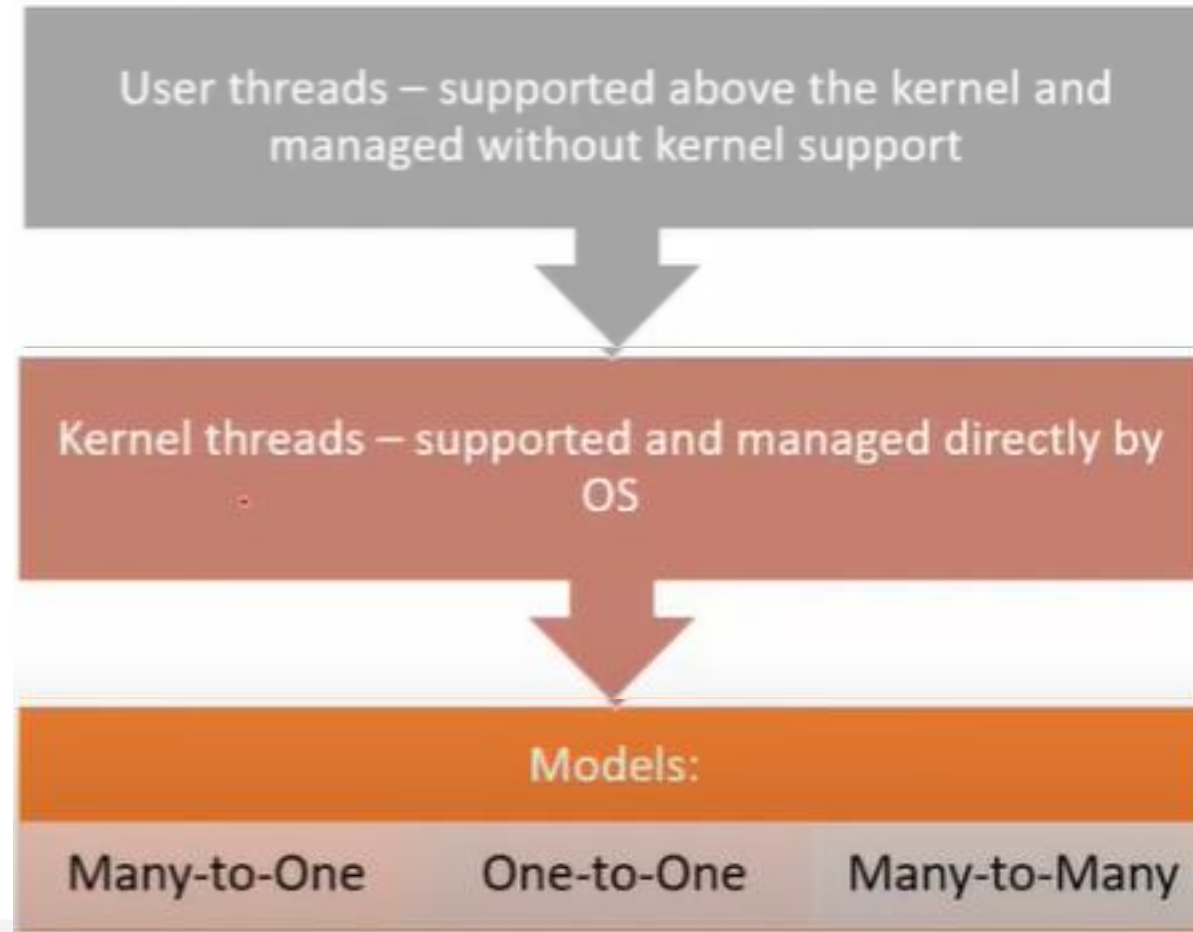 User threads – supported above the kernel and
managed without kernel support
Kernel threads – supported and managed directly by
OS
Models:
Many-to-One One-to-One Many-to-Many